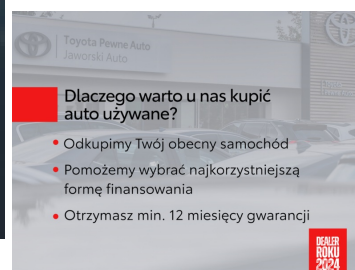 TOYOTA
Toyota Pewne Auto
Jaworski Auto
Dlaczego warto u nas kupić
auto używane?
• Odkupimy Twój obecny samochód
• Pomożemy wybrać najkorzystniejszą
formę finansowania
• Otrzymasz min. 12 miesięcy gwarancji
DEALER
ROKU
2024